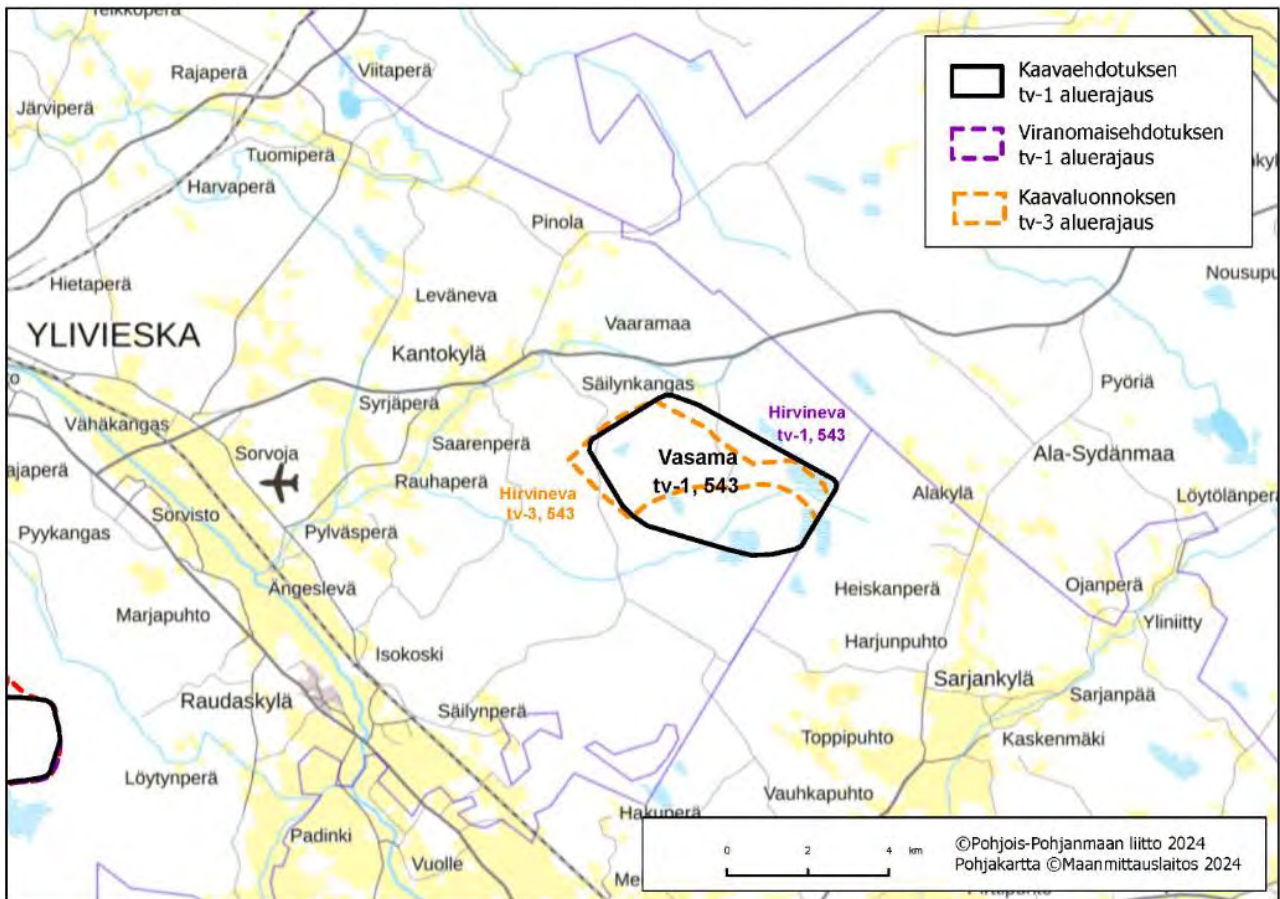 Rajaperä
Viitaperä
Järviperä
Tuomiperä
Harvaperä
Pinola
Hietaperä
Leväneva
YLIVIESKA
Vaaramaa
Kantokylä
Säilynkangas
Syrjäperä
Vähäkangas
Saarenperä
Sorvoja
Rauhaperä
Hirvineva
tv-1, 543
Vasama
tv-1, 543
Hirvineva
tv-3, 543
Pyöriä
Ala-Sydänmaa
Alakylä
Löytölänperä
Nousupu
ajaperä
Sorvisto
Pyykangas
Pylväsperä
Ängeslevä
Marjapuhto
Isokoski
Raudaskylä
Säilynperä
Löytynperä
Padinki
Vuolle
Heiskanperä
Harjunpuhto
Ojanperä
Yliniitty
Sarjankylä
Sarjanpää
Toppipuhto
Kaskenmäki
Vauhkapuhto
Hakuperä
Me
Kaavaehdotuksen
tv-1 aluerajaus
Viranomaisehdotuksen
tv-1 aluerajaus
Kaavaluonnoksen
tv-3 aluerajaus
0 2 4 km
©Pohjois-Pohjanmaan liitto 2024
Pohjakartta ©Maanmittauslaitos 2024